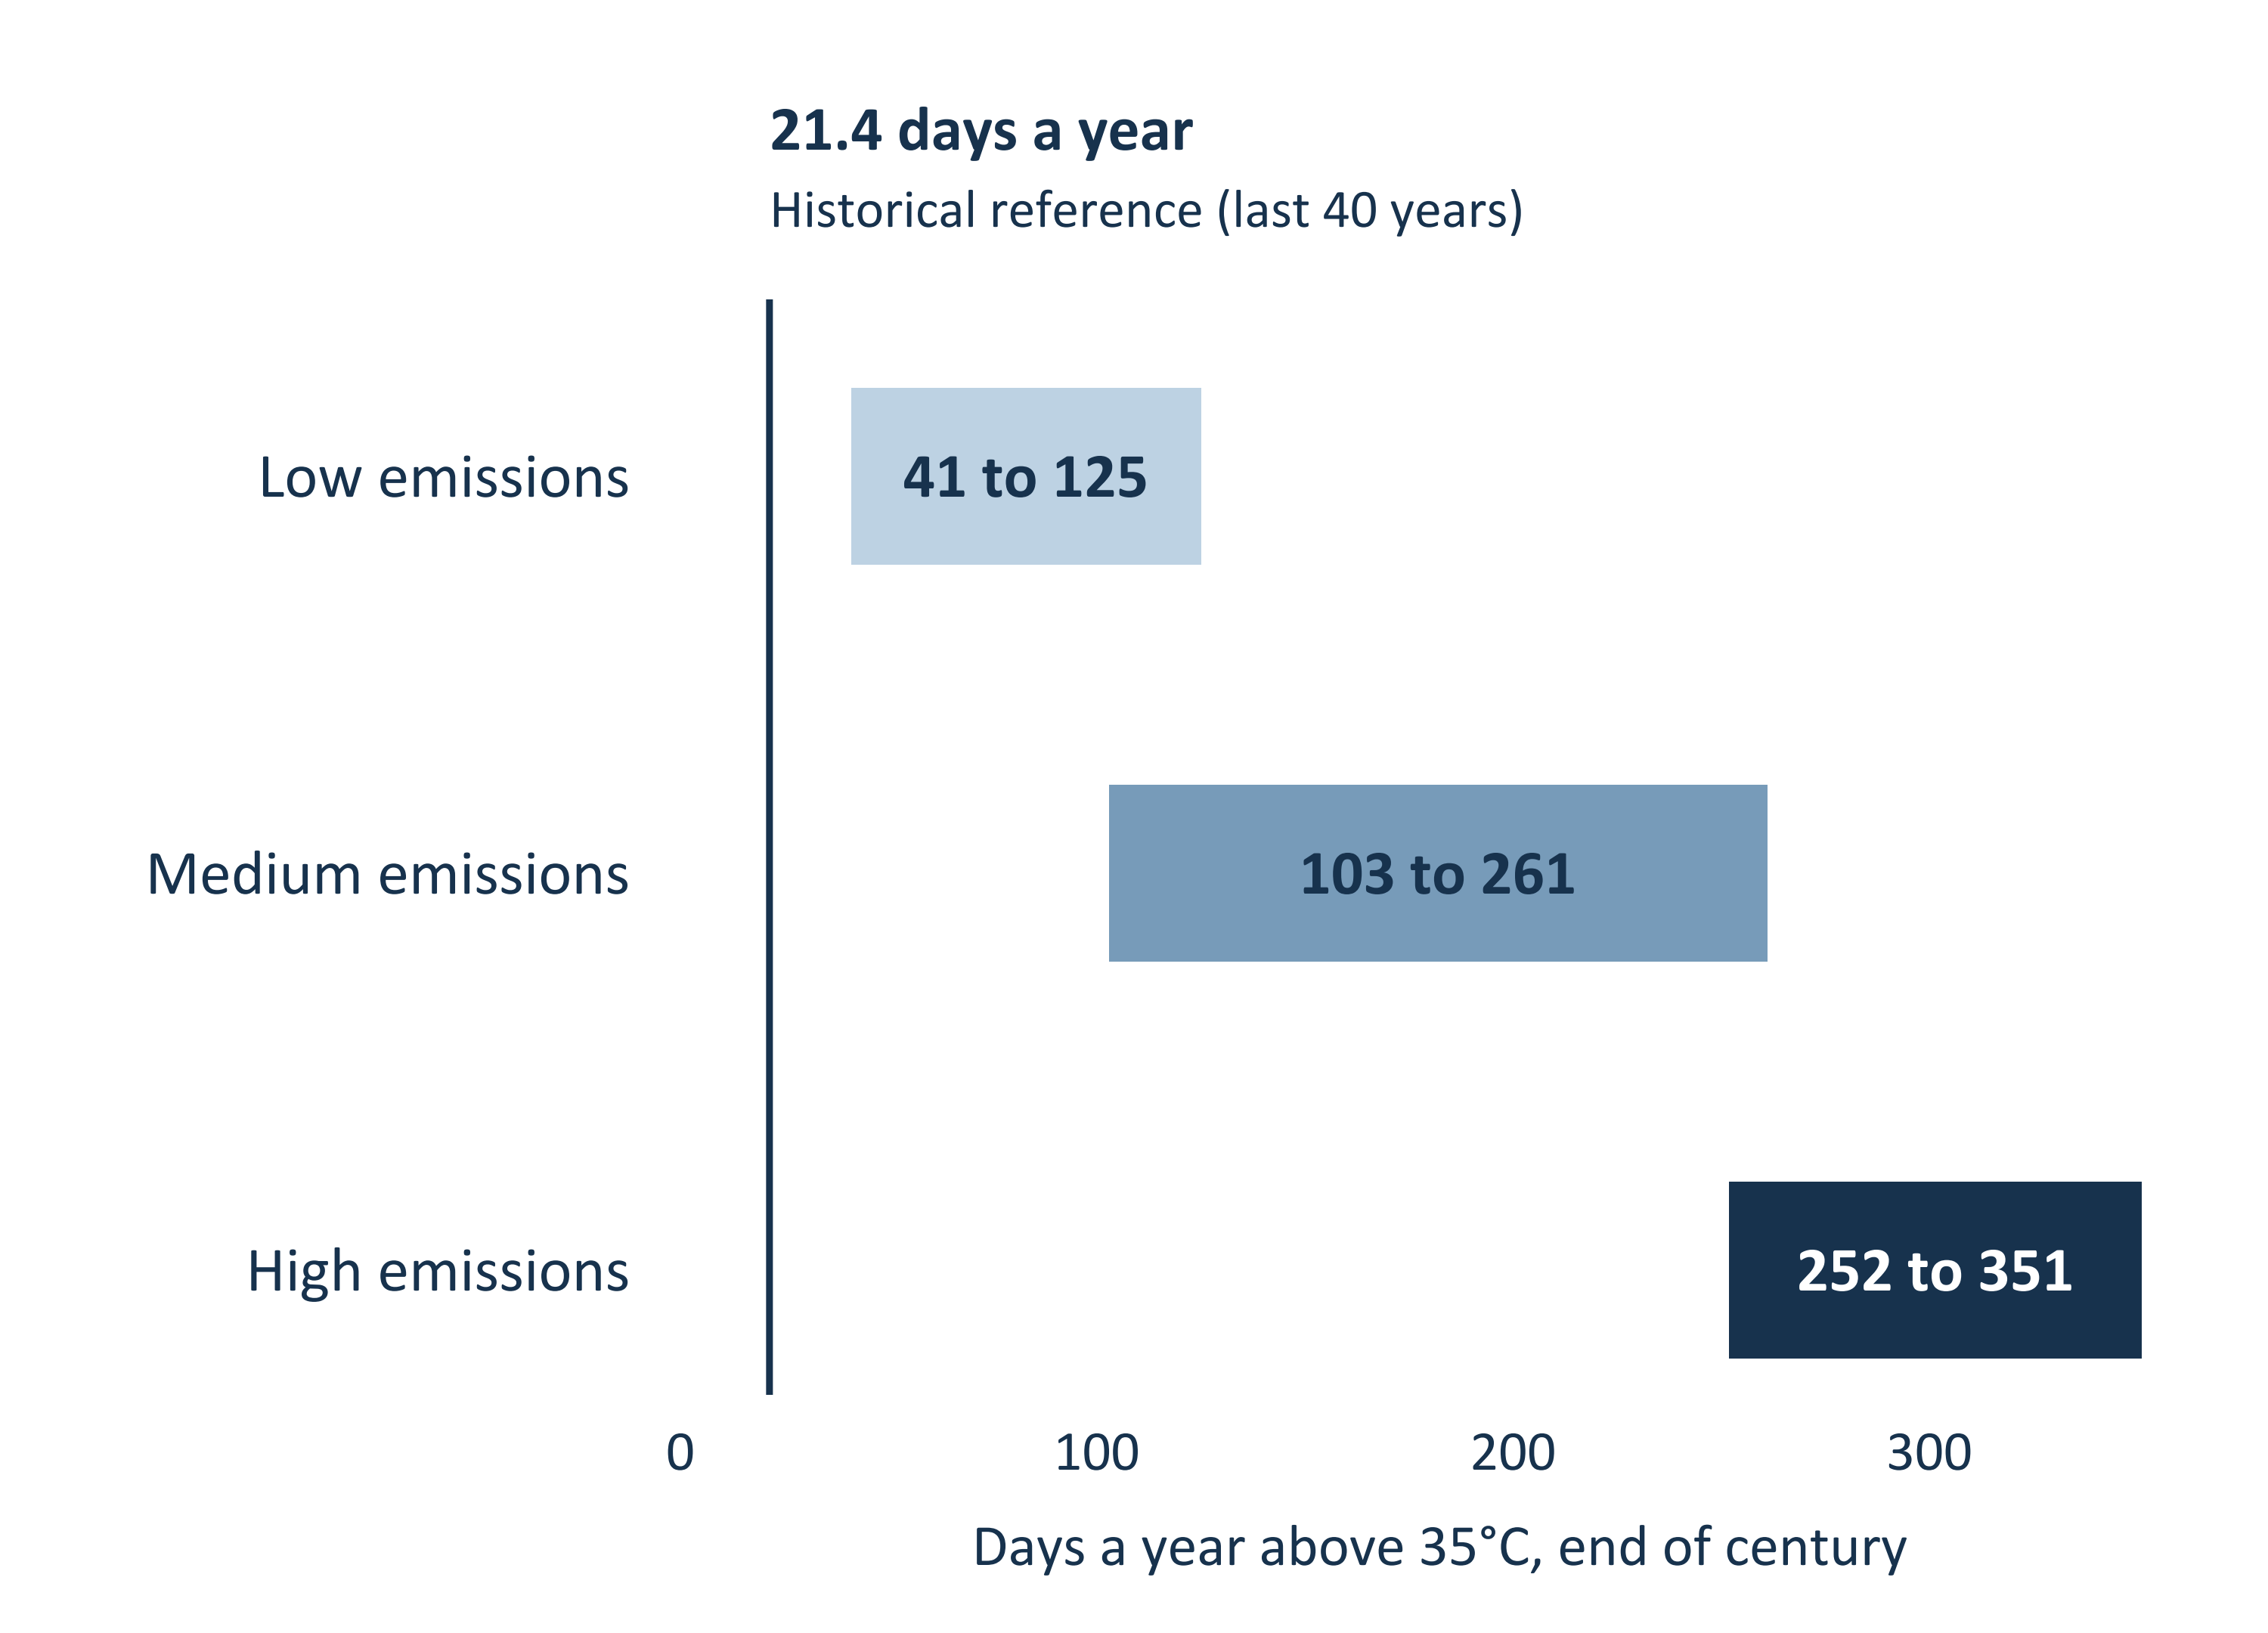 21.4 days a year
Historical reference (last 40 years)
Low emissions
41 to 125
Medium emissions
103 to 261
High emissions
252 to 351
0 100 200 300
Days a year above 35°C, end of century